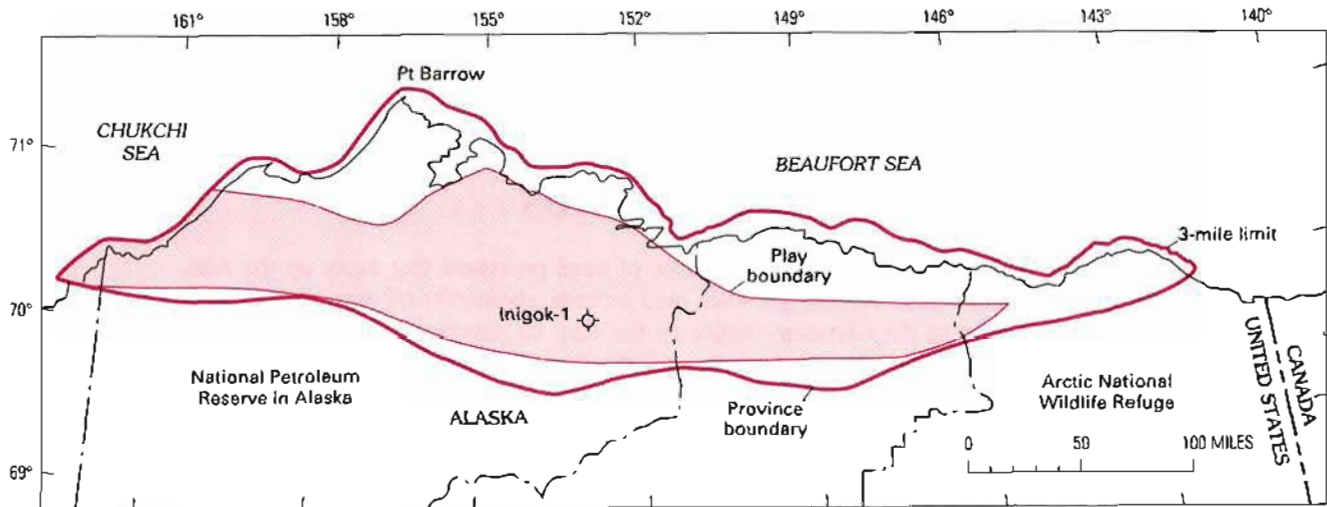 161° 158° 155° 152° 149° 146° 143° 140°
Pt Barrow
CHUKCHI
SEA
71°
BEAUFORT SEA
3-mile limit
Play
boundary
70°
Inigok-1
National Petroleum
Reserve in Alaska
ALASKA
Province
boundary
Arctic National
Wildlife Refuge
0 50 100 MILES
UNITED STATES
CANADA
69°